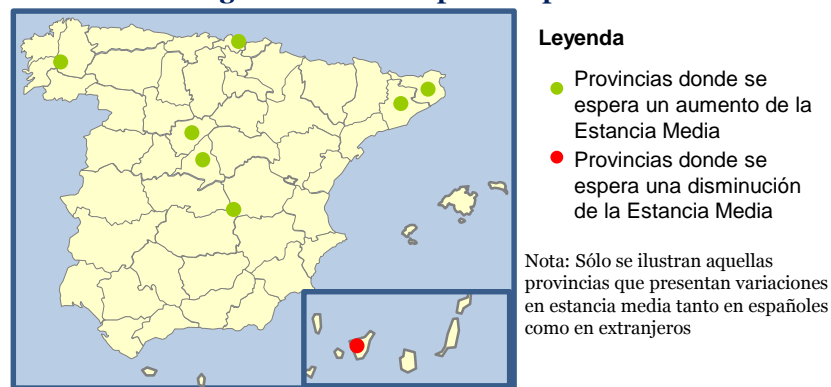 Leyenda
Provincias donde se
espera un aumento de la
Estancia Media
Provincias donde se
espera una disminución
de la Estancia Media
Nota: Sólo se ilustran aquellas
provincias que presentan variaciones
en estancia media tanto en españoles
como en extranjeros